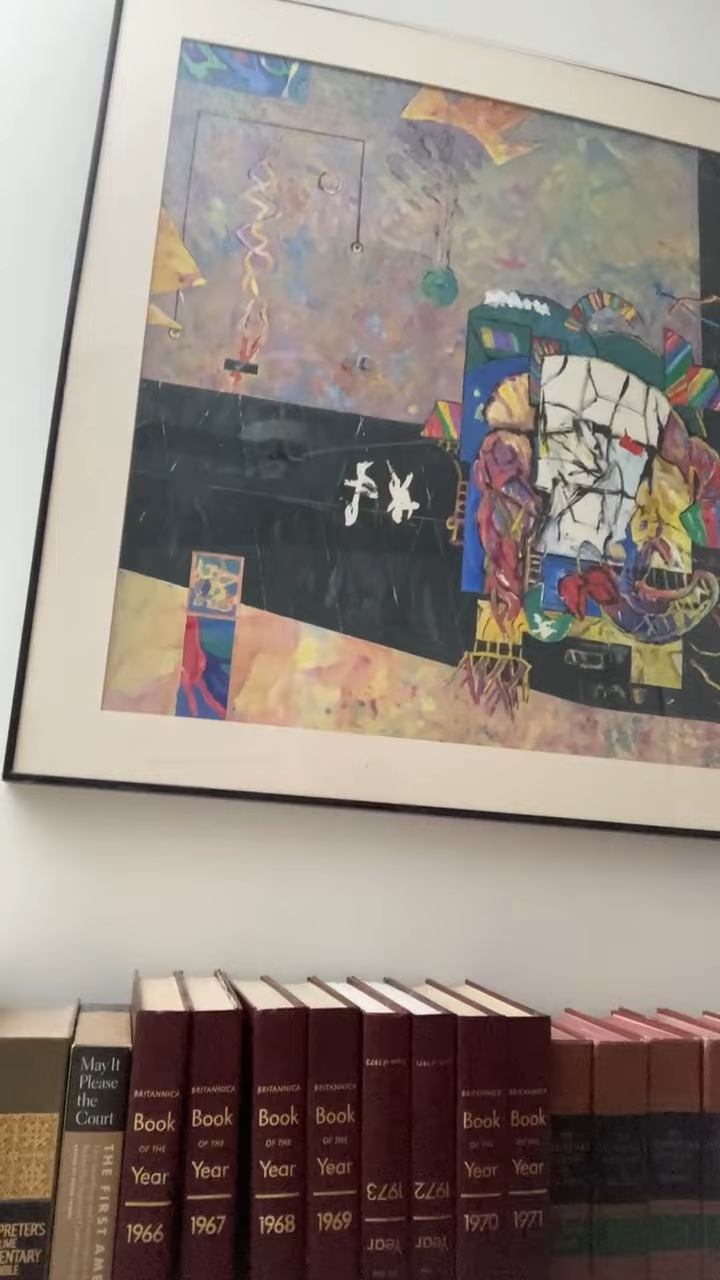 PRETER'S
ENTARY
May It
Please
the
Court
THE FIRST AME
BRITANNICA
Book
OF THE
Year
1966
BRITANNICA
Book
OF THE
Year
1967
BRITANNICA
Book
OF THE
Year
1968
BRITANNICA
Book
OF THE
Year
1969
Year
1973
Year
1972
BRITANNICA
Book
OF THE
Year
1970
BRITANNICA
Book
OF THE
Year
1971